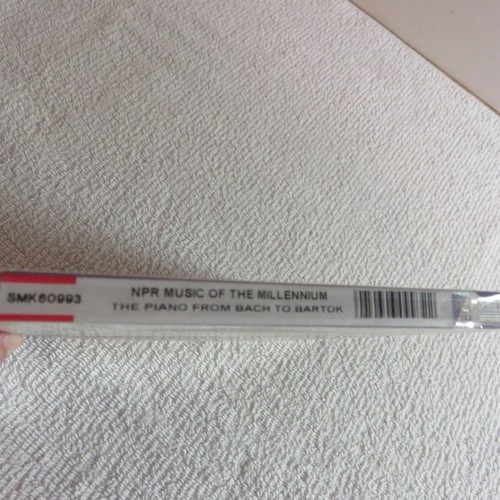 SMK60993
NPR MUSIC OF THE MILLENNIUM
THE PIANO FROM BACH TO BARTOK